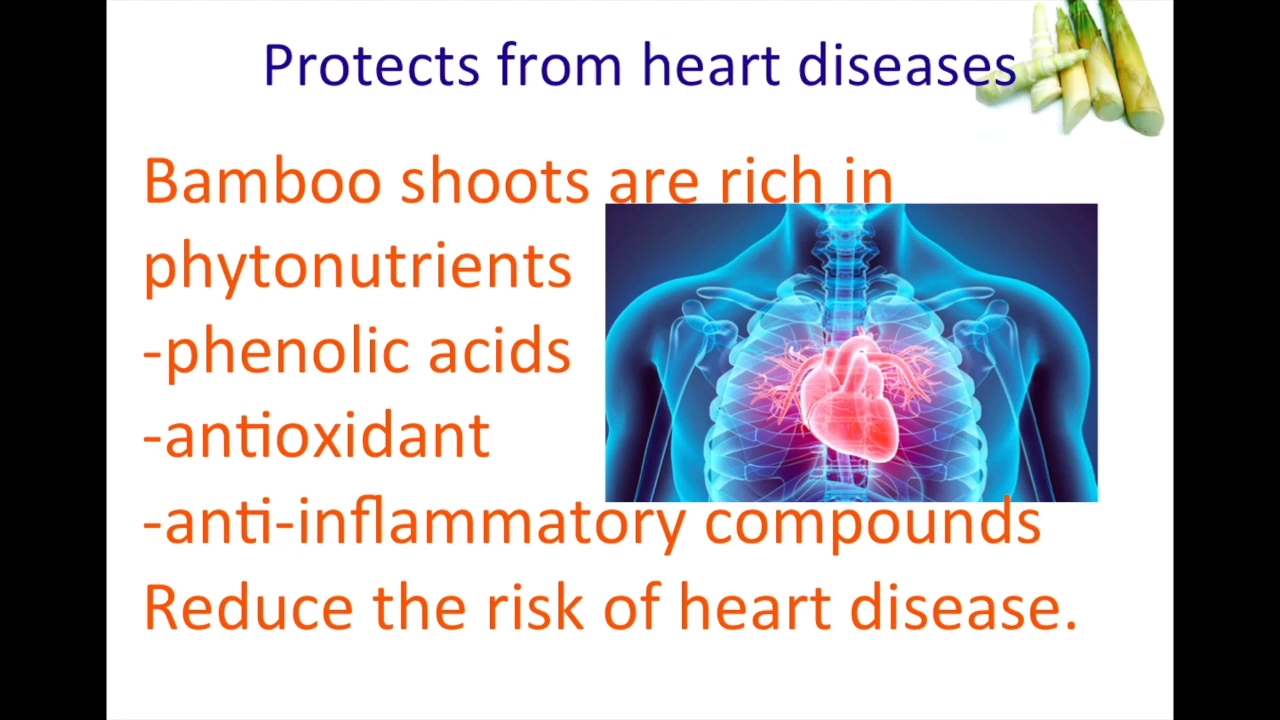 Protects from heart diseases
Bamboo shoots are rich in
phytonutrients
-phenolic acids
-antioxidant
-anti-inflammatory compounds
Reduce the risk of heart disease.